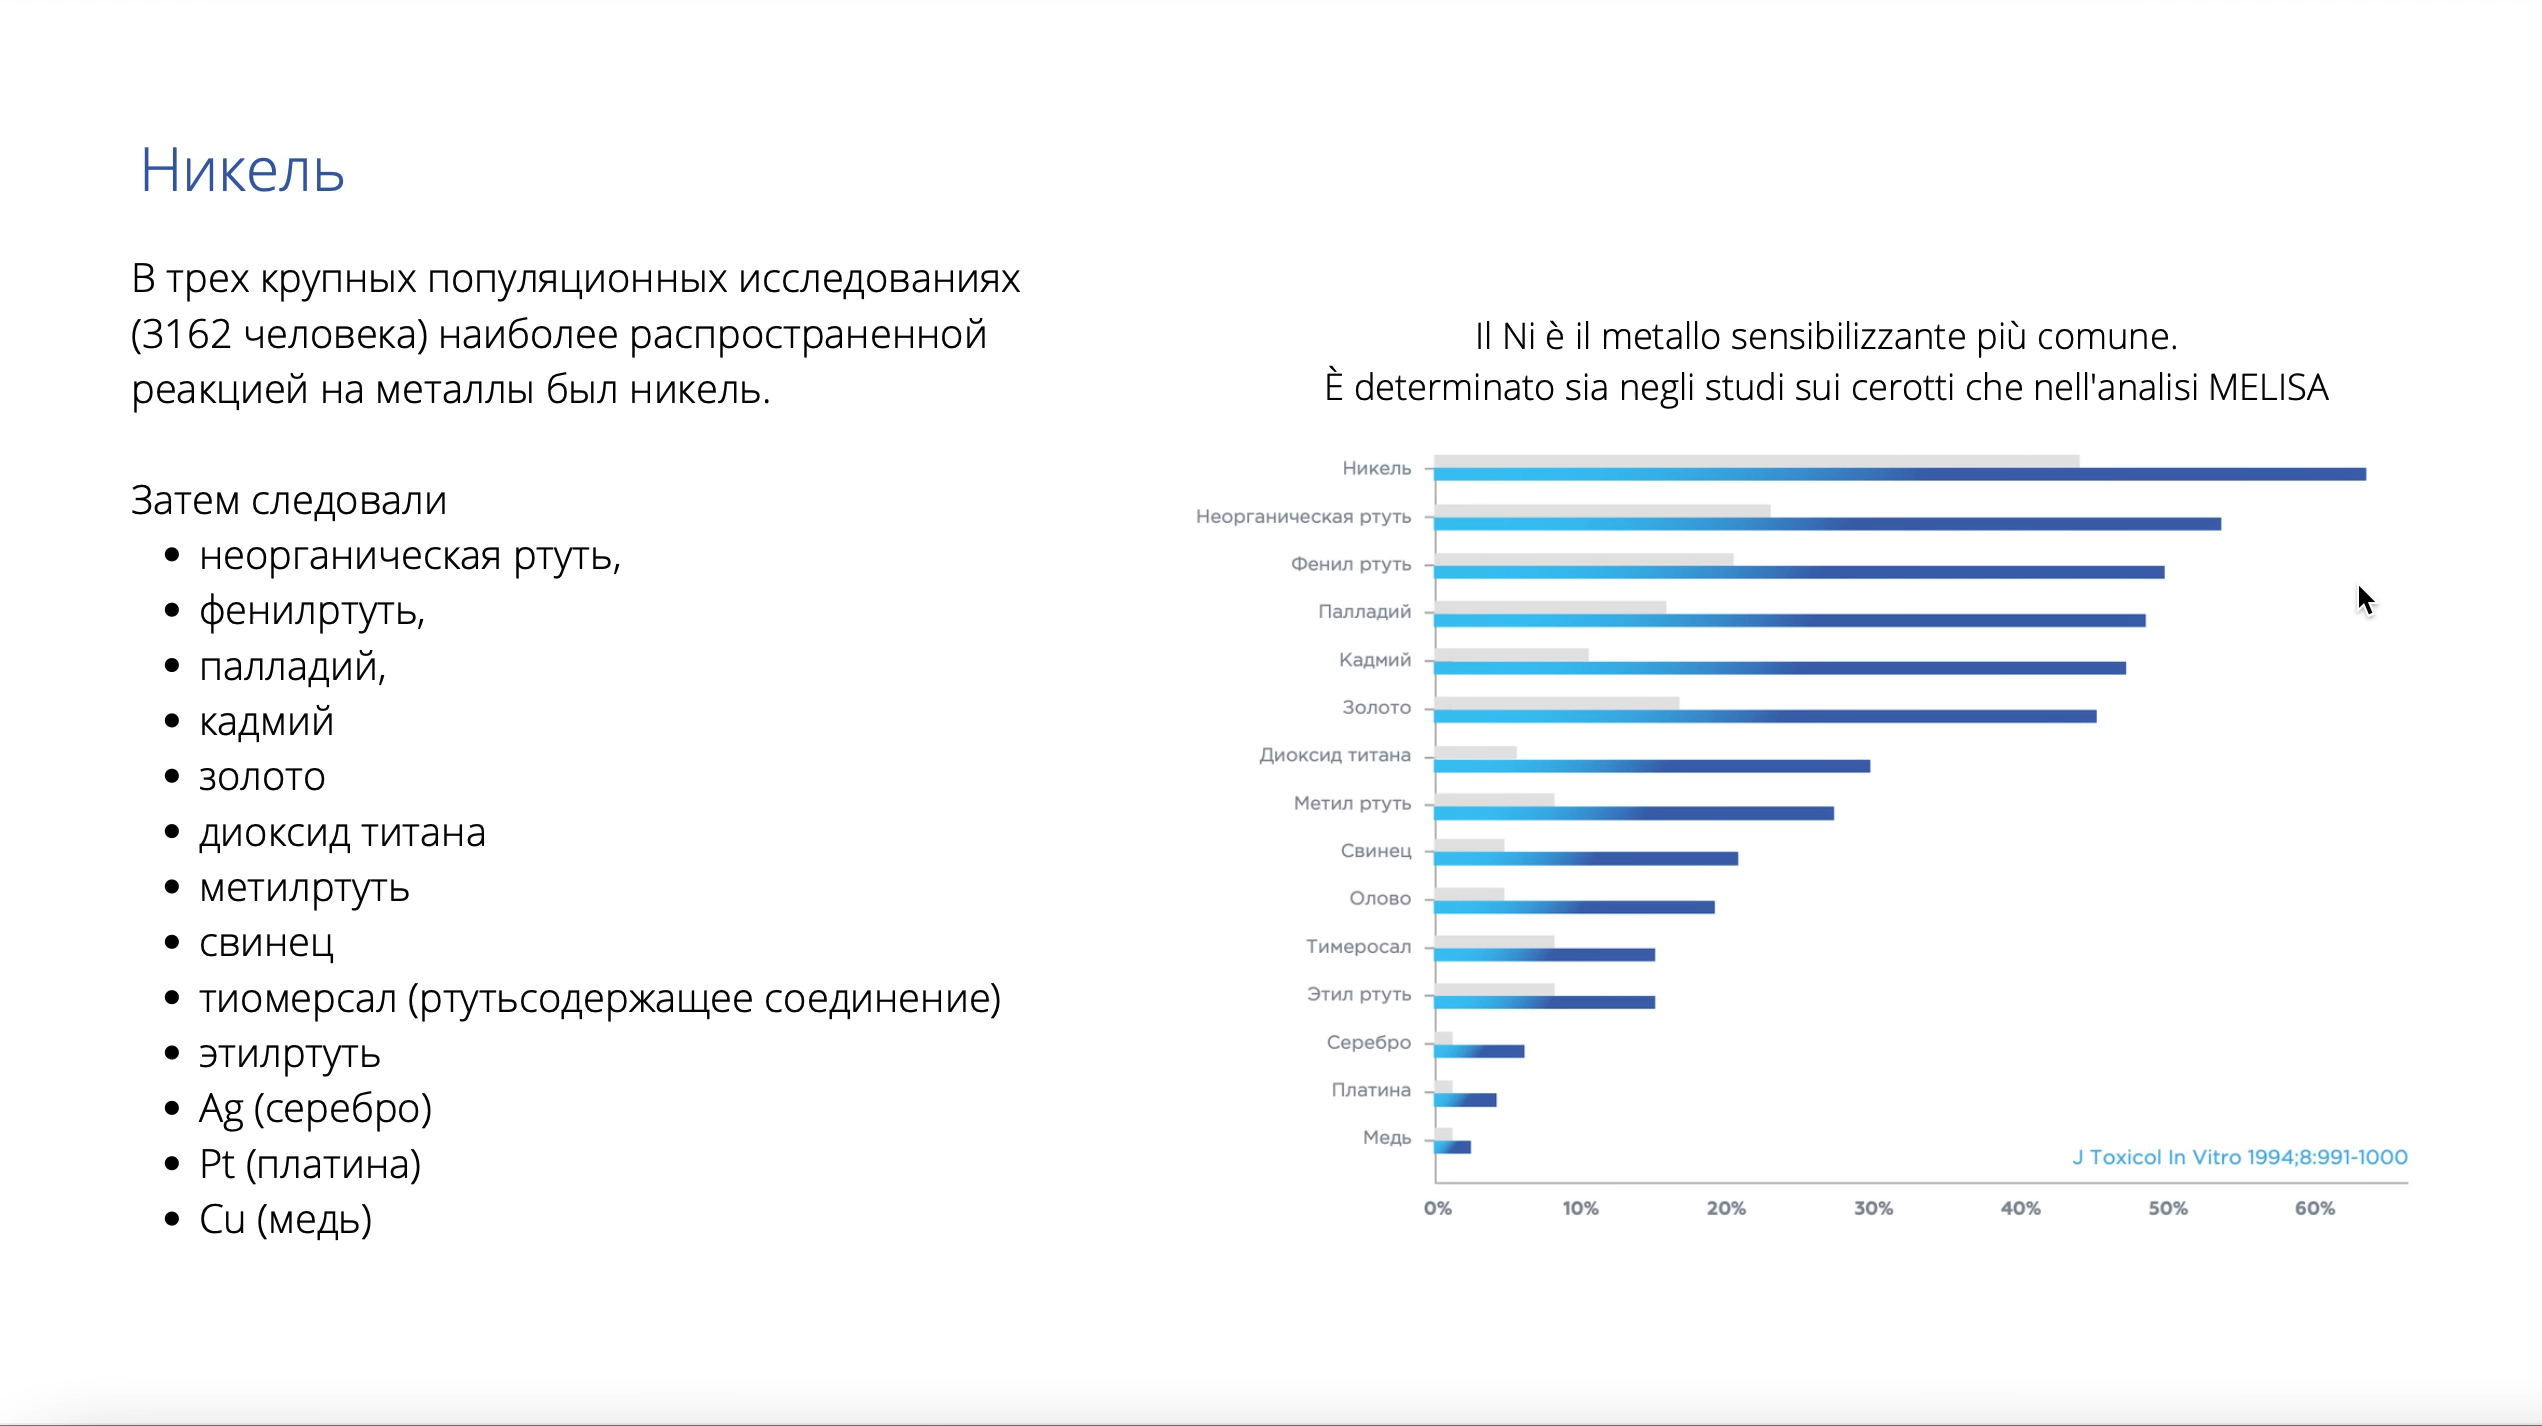 Никель
В трех крупных популяционных исследованиях
(3162 человека) наиболее распространенной
реакцией на металлы был никель.
Затем следовали
• неорганическая ртуть,
• фенилртуть,
• палладий,
• кадмий
• золото
• диоксид титана
• метилртуть
• свинец
• тиомерсал (ртутьсодержащее соединение)
• этилртуть
• Ag (серебро)
• Pt (платина)
• Cu (медь)
Il Ni è il metallo sensibilizzante più comune.
È determinato sia negli studi sui cerotti che nell'analisi MELISA
Никель
Неорганическая ртуть
Фенил ртуть
Палладий
Кадмий
Золото
Диоксид титана
Метил ртуть
Свинец
Олово
Тимеросал
Этил ртуть
Серебро
Платина
Медь
J Toxicol In Vitro 1994;8:991-1000
0% 10% 20% 30% 40% 50% 60%